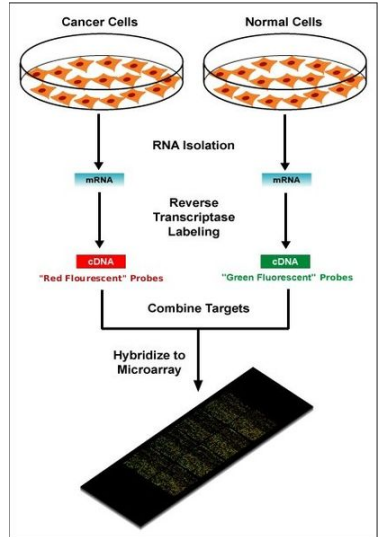 Cancer Cells
Normal Cells
RNA Isolation
mRNA
mRNA
Reverse
Transcriptase
Labeling
cDNA
cDNA
"Red Flourescent" Probes
"Green Fluorescent" Probes
Combine Targets
Hybridize to
Microarray